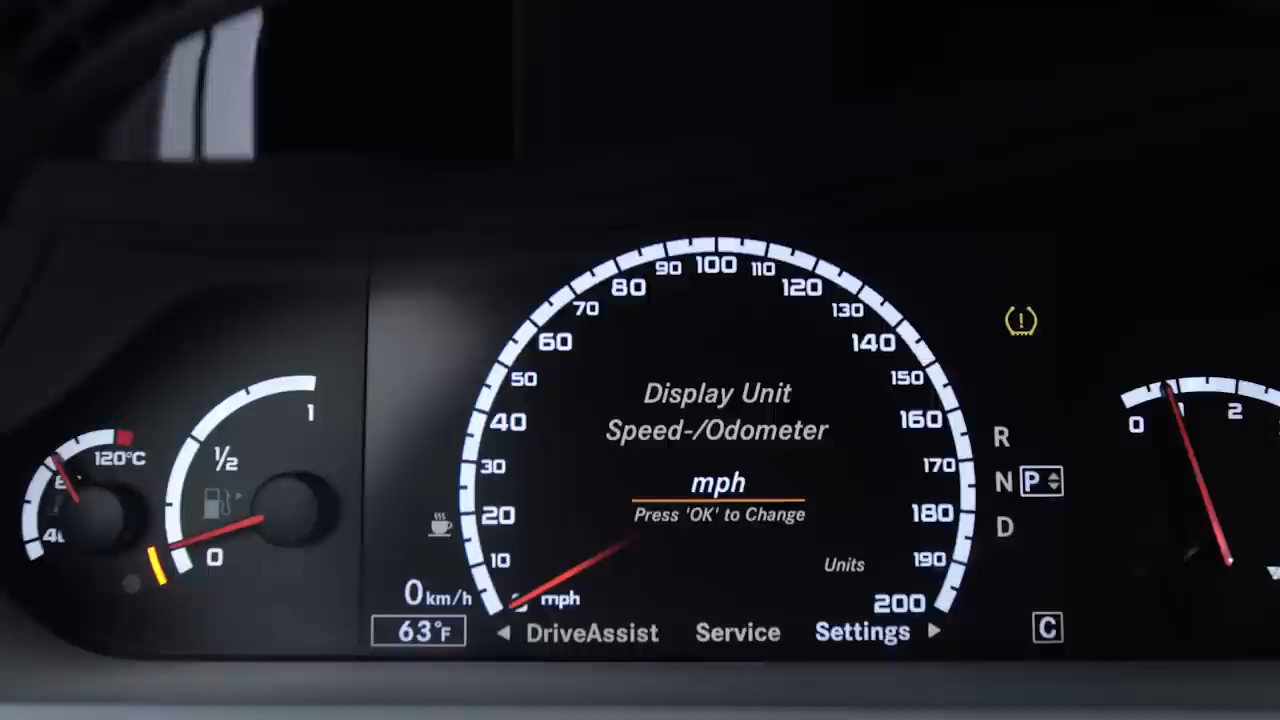 Display Unit
Speed-/Odometer
mph
Press 'OK' to Change
Units
DriveAssist Service Settings
10
20
30
40
50
60
70
80
90
100
110
120
130
140
150
160
170
180
190
200
mph
0 km/h
63°F
120°C
1
½
0
R
N P
D
C
0
2